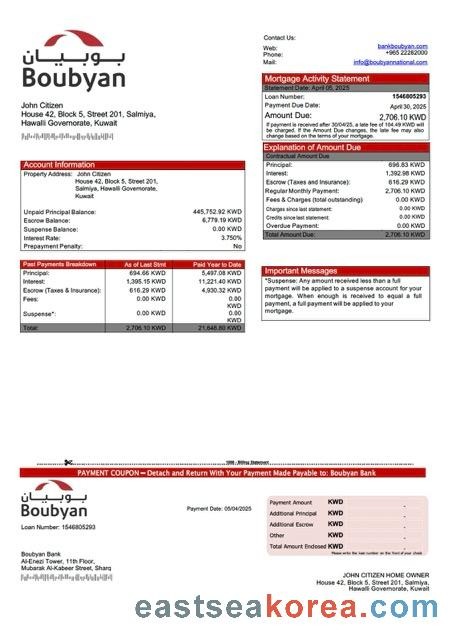 بوبيان
Boubyan
Contact Us:
Web: bankboubyan.com
Phone: +965 22282000
Mail: info@boubyannational.com
John Citizen
House 42, Block 5, Street 201, Salmiya,
Hawalli Governorate, Kuwait
Mortgage Activity Statement
Statement Date: April 05, 2025
Loan Number: 1546805293
Payment Due Date: April 30, 2025
Amount Due: 2,706.10 KWD
If payment is received after 30/04/25, a late fee of 104.49 KWD will
be charged. If the Amount Due changes, the late fee may also
change based on the terms of your mortgage.
Explanation of Amount Due
Contractual Amount Due
Principal: 696.83 KWD
Interest: 1,392.98 KWD
Escrow (Taxes and Insurance): 616.29 KWD
Regular Monthly Payment: 2,706.10 KWD
Fees & Charges (total outstanding) 0.00 KWD
Charges since last statement: 0.00 KWD
Credits since last statement: 0.00 KWD
Overdue Payment: 0.00 KWD
Total Amount Due: 2,706.10 KWD
Account Information
Property Address: John Citizen
House 42, Block 5, Street 201,
Salmiya, Hawalli Governorate,
Kuwait
Unpaid Principal Balance: 445,752.92 KWD
Escrow Balance: 6,779.19 KWD
Suspense Balance: 0.00 KWD
Interest Rate: 3.750%
Prepayment Penalty: No
Past Payments Breakdown As of Last Stmt Paid Year to Date
Principal: 694.66 KWD 5,497.08 KWD
Interest: 1,395.15 KWD 11,221.40 KWD
Escrow (Taxes & Insurance): 616.29 KWD 4,930.32 KWD
Fees: 0.00 KWD 0.00
KWD
Suspense*: 0.00 KWD 0.00
KWD
Total: 2,706.10 KWD 21,648.80 KWD
Important Messages
*Suspense: Any amount received less than a full
payment will be applied to a suspense account for your
mortgage. When enough is received to equal a full
payment, a full payment will be applied to your
mortgage.
1098 - Billing Statement
PAYMENT COUPON – Detach and Return With Your Payment Made Payable to: Boubyan Bank
بوبيان
Boubyan
Loan Number: 1546805293
Payment Date: 05/04/2025
Payment Amount KWD .
Additional Principal KWD .
Additional Escrow KWD .
Other KWD .
Total Amount Enclosed KWD .
Please write the loan number on the front of your check
Boubyan Bank
Al-Enezi Tower, 11th Floor,
Mubarak Al-Kabeer Street, Sharq
JOHN CITIZEN HOME OWNER
House 42, Block 5, Street 201, Salmiya,
Hawalli Governorate, Kuwait
eastseakorea.com